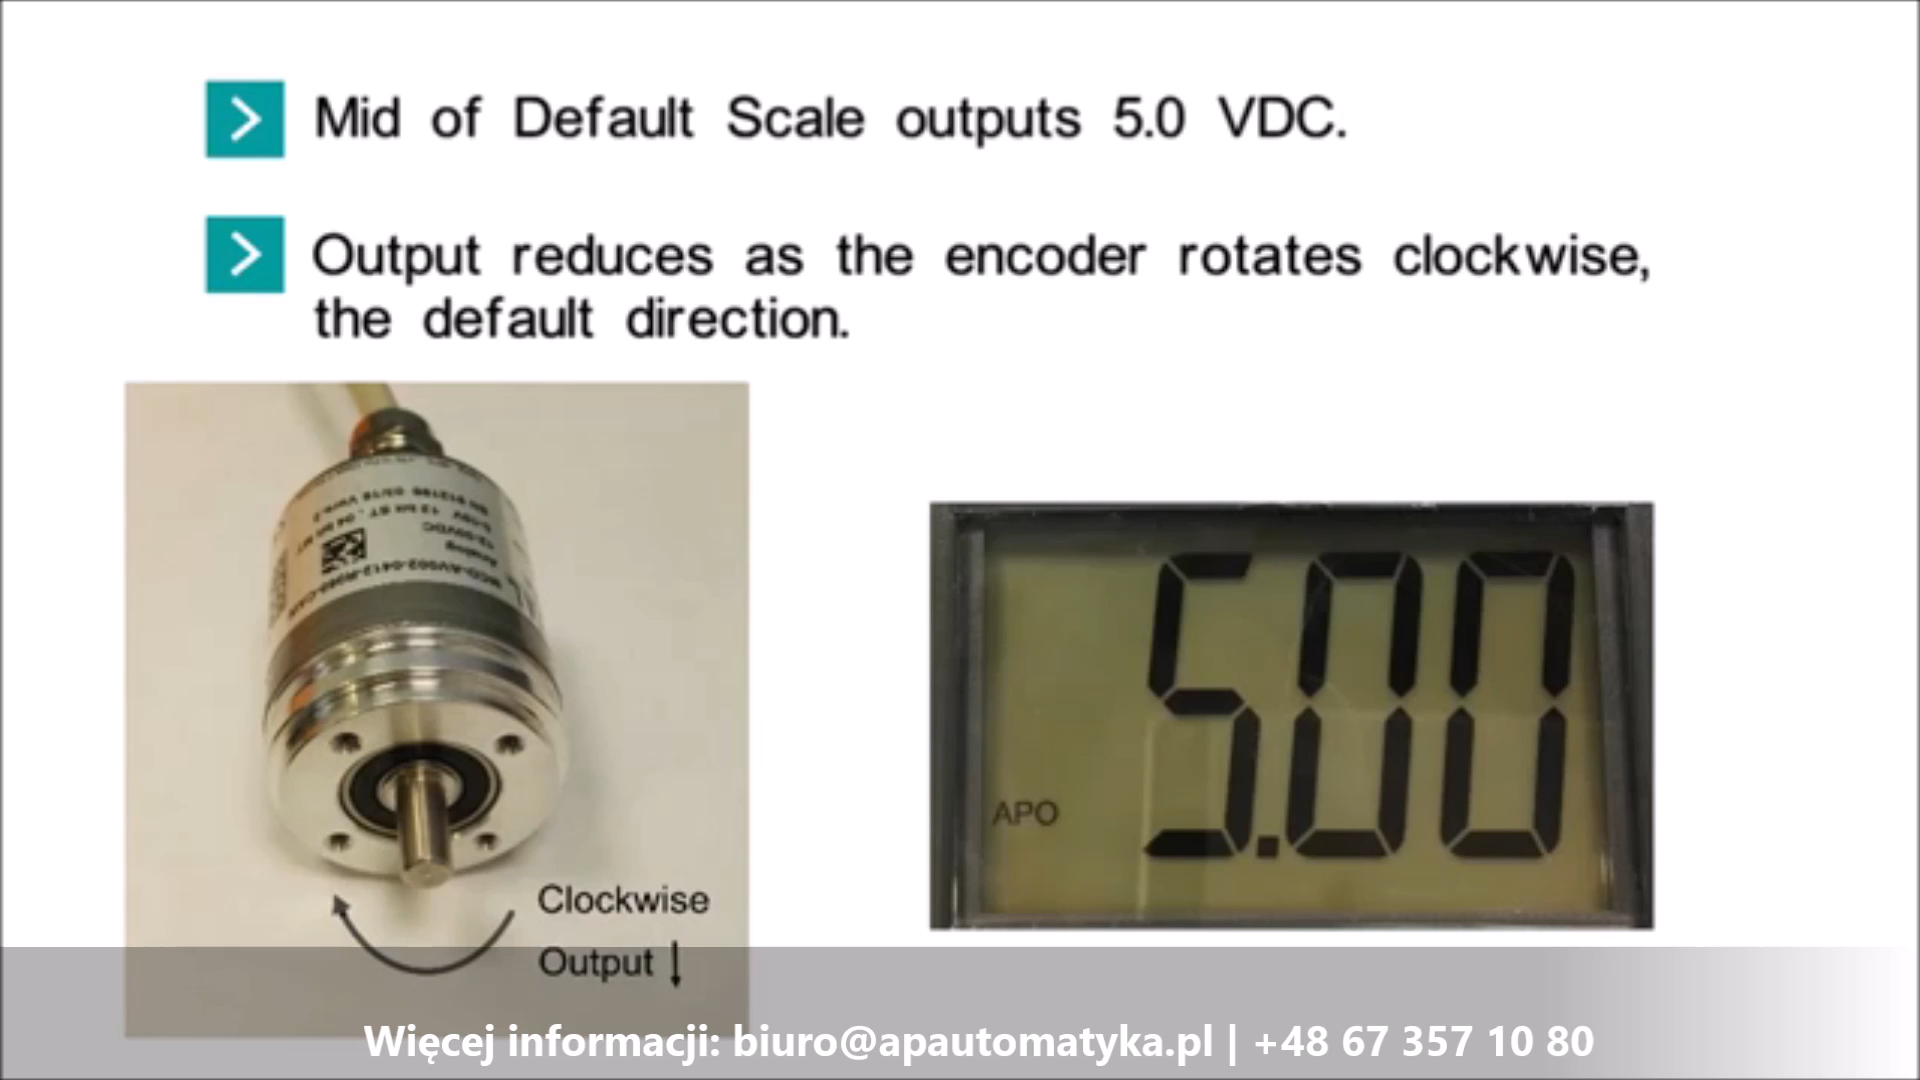 Mid of Default Scale outputs 5.0 VDC.
Output reduces as the encoder rotates clockwise,
the default direction.
Analog
5.00
APO
Clockwise
Output
Więcej informacji: biuro@apautomatyka.pl | +48 67 357 10 80